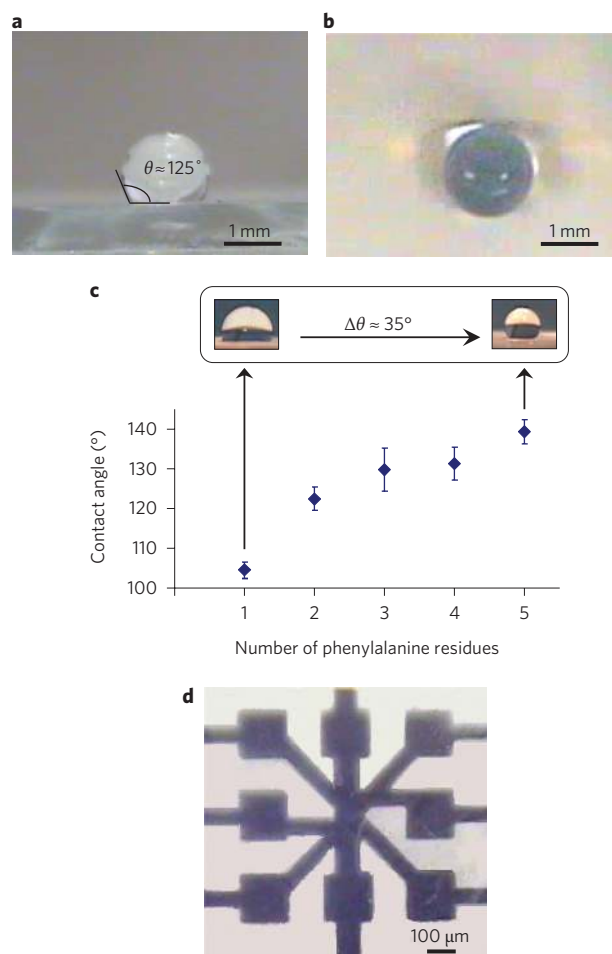 a
b
θ ≈ 125°
1 mm
1 mm
c
Δθ ≈ 35°
Contact angle (°)
140
130
120
110
100
1 2 3 4 5
Number of phenylalanine residues
d
100 µm